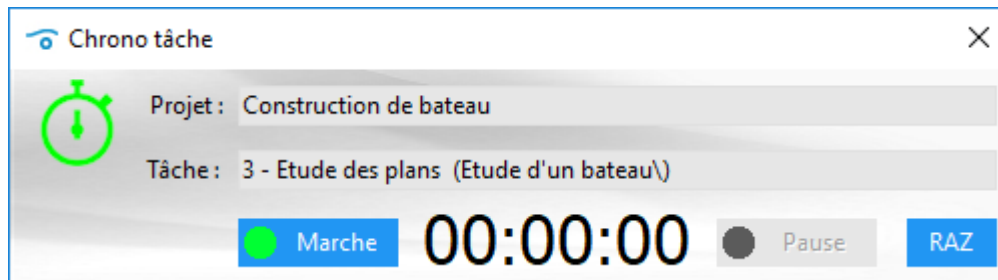 Chrono tâche
Projet : Construction de bateau
Tâche : 3 - Etude des plans (Etude d'un bateau\)
Marche 00:00:00 Pause RAZ